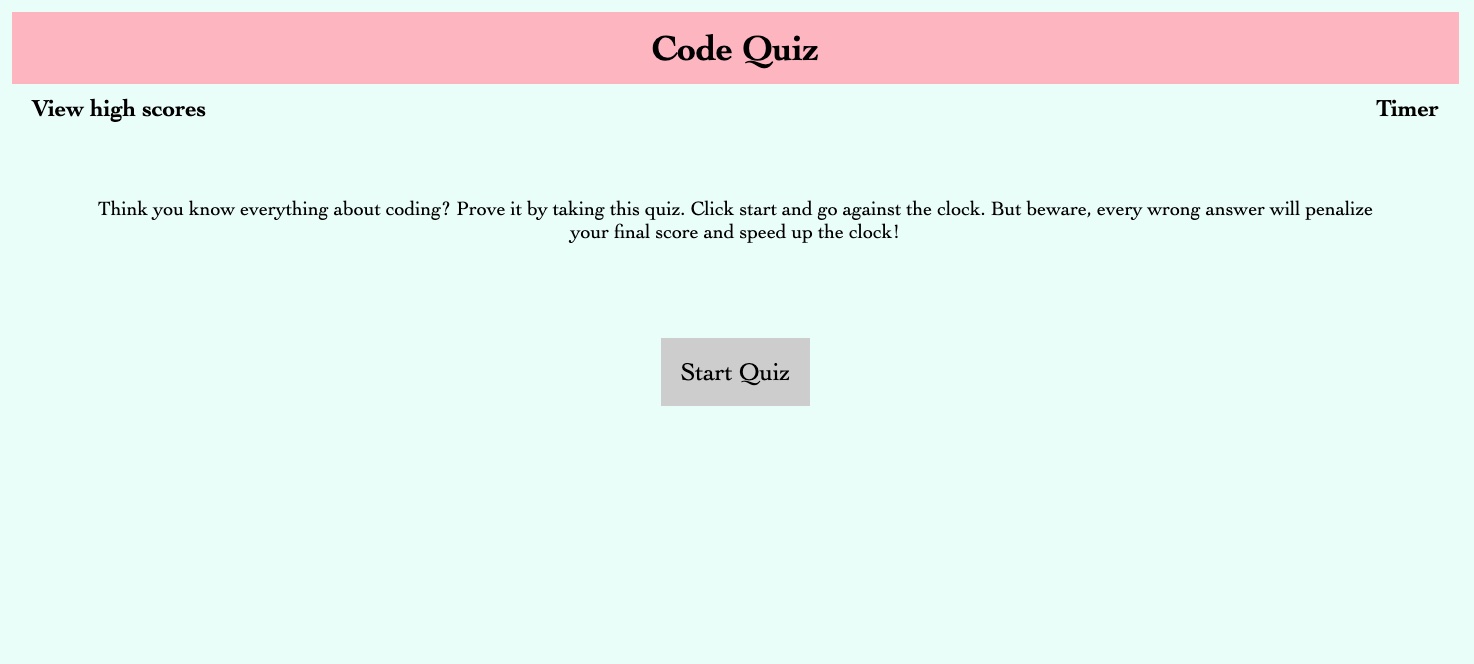 Code Quiz
View high scores
Timer
Think you know everything about coding? Prove it by taking this quiz. Click start and go against the clock. But beware, every wrong answer will penalize
your final score and speed up the clock!
Start Quiz